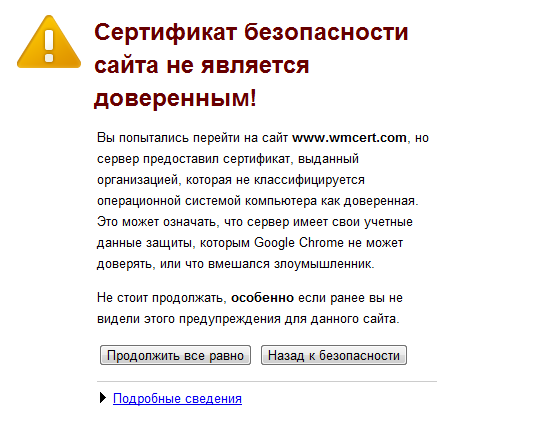 Сертификат безопасности
сайта не является
доверенным!
Вы попытались перейти на сайт www.wmcert.com, но
сервер предоставил сертификат, выданный
организацией, которая не классифицируется
операционной системой компьютера как доверенная.
Это может означать, что сервер имеет свои учетные
данные защиты, которым Google Chrome не может
доверять, или что вмешался злоумышленник.
Не стоит продолжать, особенно если ранее вы не
видели этого предупреждения для данного сайта.
Продолжить все равно Назад к безопасности
Подробные сведения